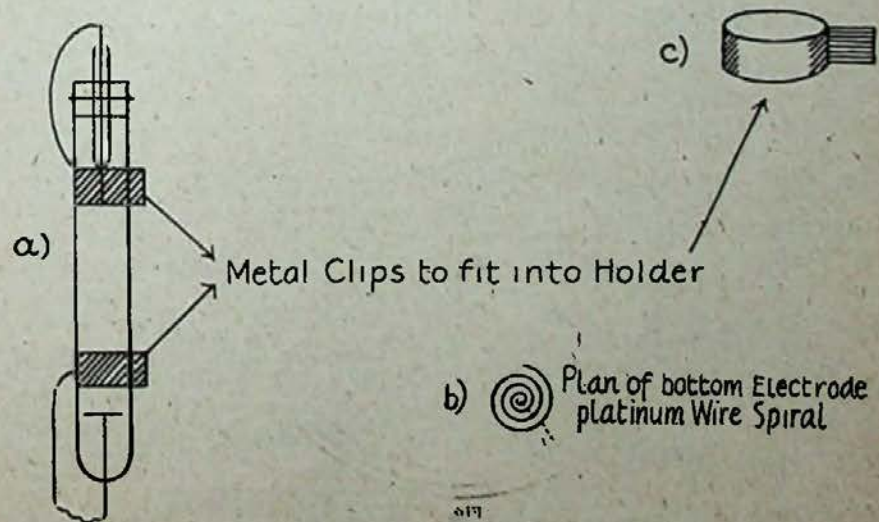 c)
a)
Metal Clips to fit into Holder
b)
Plan of bottom Electrode
platinum Wire Spiral